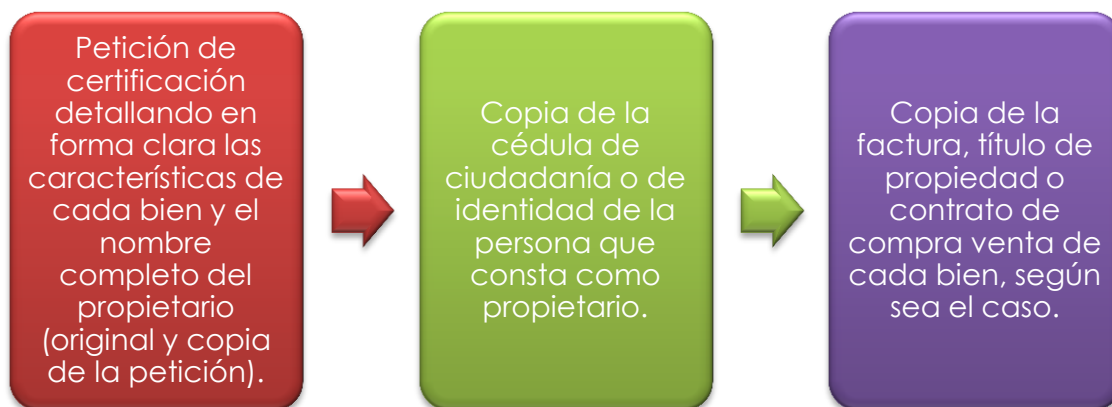 Petición de
certificación
detallando en
forma clara las
características de
cada bien y el
nombre
completo del
propietario
(original y copia
de la petición).
Copia de la
cédula de
ciudadanía o de
identidad de la
persona que
consta como
propietario.
Copia de la
factura, título de
propiedad o
contrato de
compra venta de
cada bien, según
sea el caso.